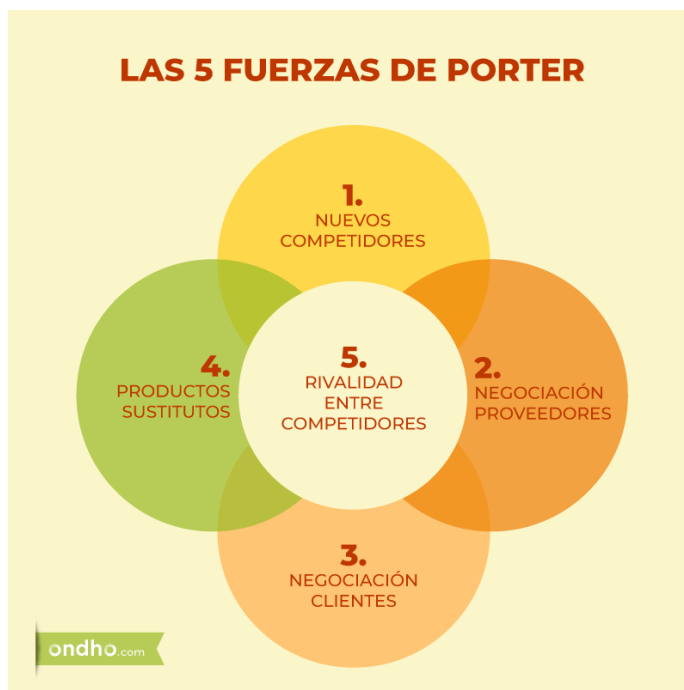 LAS 5 FUERZAS DE PORTER
1.
NUEVOS
COMPETIDORES
2.
NEGOCIACIÓN
PROVEEDORES
3.
NEGOCIACIÓN
CLIENTES
4.
PRODUCTOS
SUSTITUTOS
5.
RIVALIDAD
ENTRE
COMPETIDORES
ondho.com